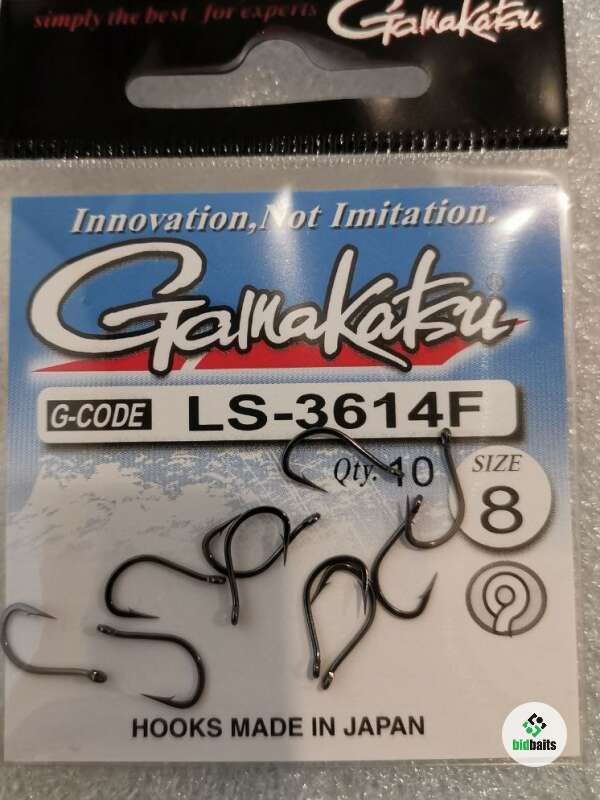 simply the best for experts Gamakatsu
Innovation, Not Imitation.
Gamakatsu®
G-CODE LS-3614F
Qty. 10 SIZE
8
HOOKS MADE IN JAPAN
bidbaits